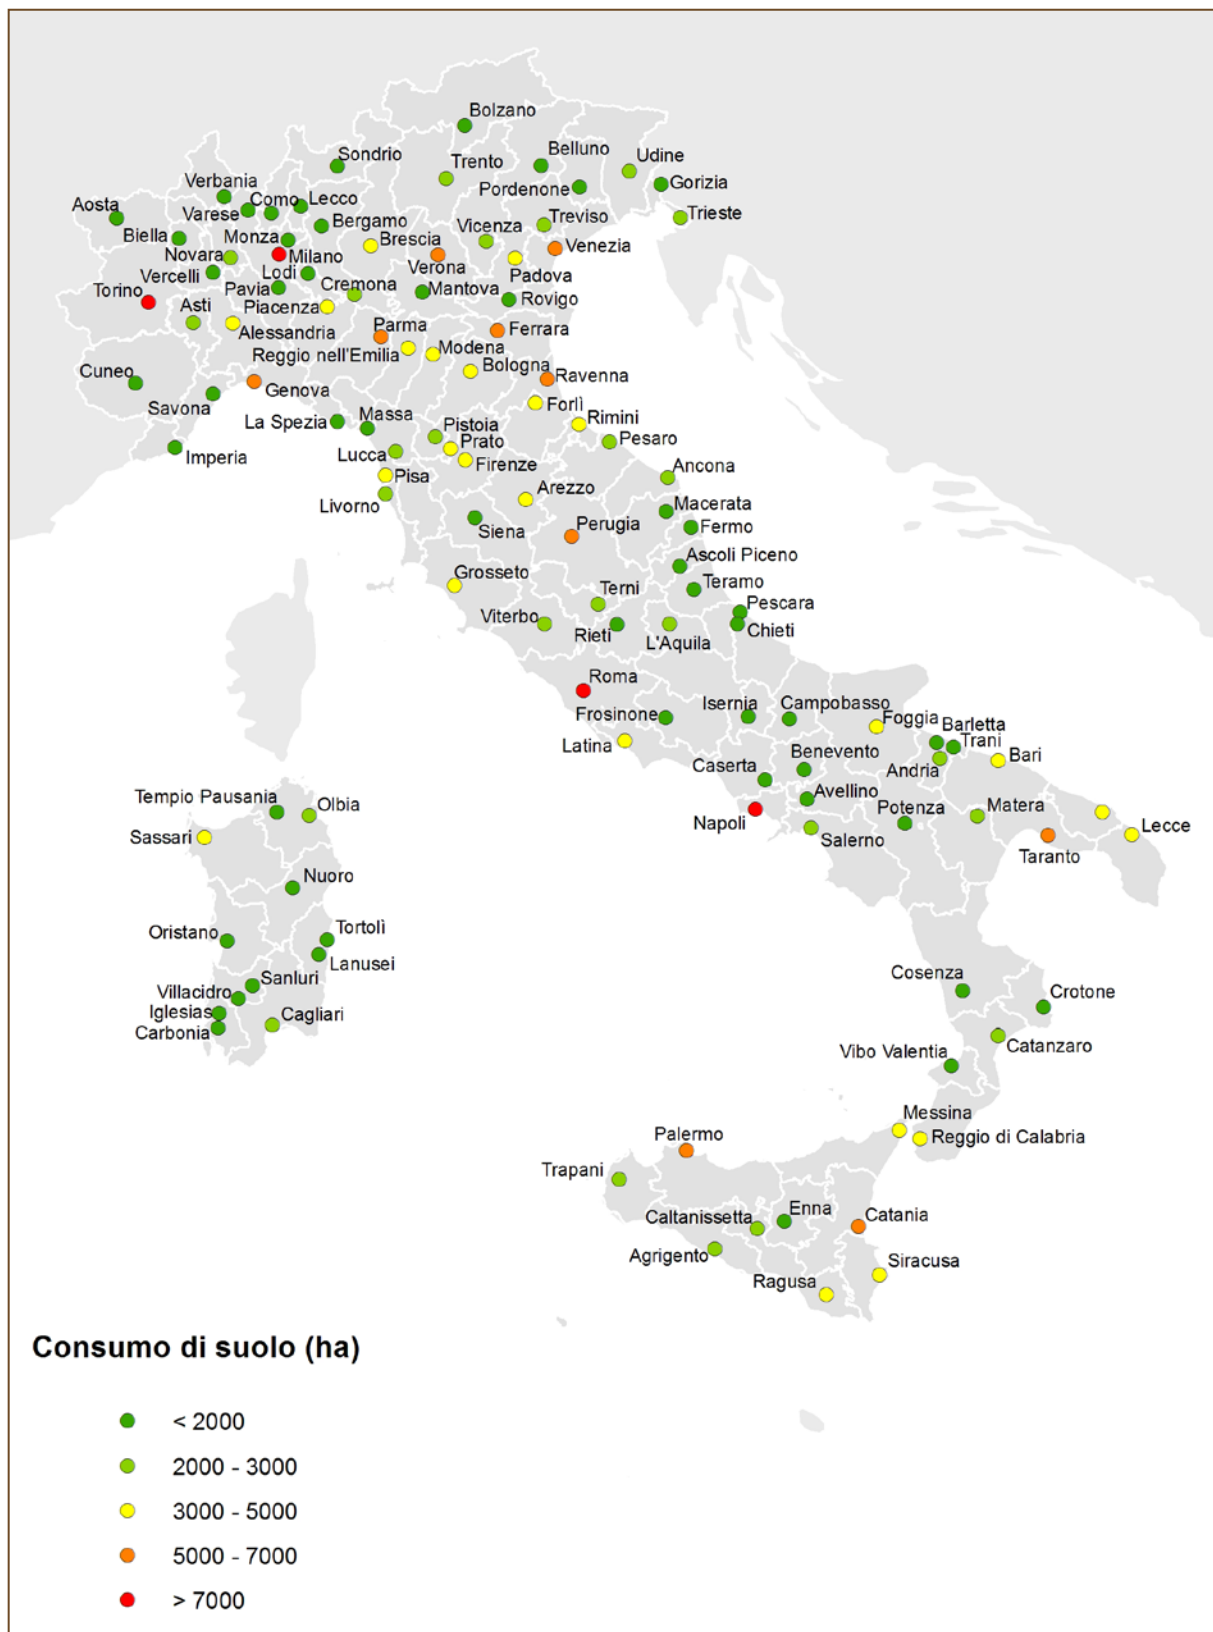 Bolzano
Sondrio
Belluno
Udine
Trento
Verbania
Pordenone
Gorizia
Como
Lecco
Aosta
Varese
Treviso
Trieste
Bergamo
Vicenza
Biella
Monza
Brescia
Venezia
Novara
Milano
Verona
Padova
Vercelli
Lodi
Cremona
Torino
Pavia
Mantova
Rovigo
Asti
Piacenza
Parma
Ferrara
Alessandria
Reggio nell'Emilia
Modena
Bologna
Cuneo
Genova
Ravenna
Savona
Forlì
La Spezia
Massa
Pistoia
Rimini
Imperia
Lucca
Prato
Pesaro
Firenze
Pisa
Ancona
Livorno
Arezzo
Macerata
Siena
Perugia
Fermo
Ascoli Piceno
Grosseto
Terni
Teramo
Pescara
Viterbo
Rieti
L'Aquila
Chieti
Roma
Isernia
Campobasso
Frosinone
Foggia
Barletta
Latina
Trani
Benevento
Bari
Caserta
Andria
Tempio Pausania
Olbia
Avellino
Napoli
Potenza
Matera
Sassari
Salerno
Lecce
Taranto
Nuoro
Oristano
Tortolì
Lanusei
Sanluri
Cosenza
Villacidro
Crotone
Iglesias
Cagliari
Carbonia
Catanzaro
Vibo Valentia
Messina
Palermo
Reggio di Calabria
Trapani
Enna
Caltanissetta
Catania
Agrigento
Siracusa
Ragusa
Consumo di suolo (ha)
< 2000
2000 - 3000
3000 - 5000
5000 - 7000
> 7000